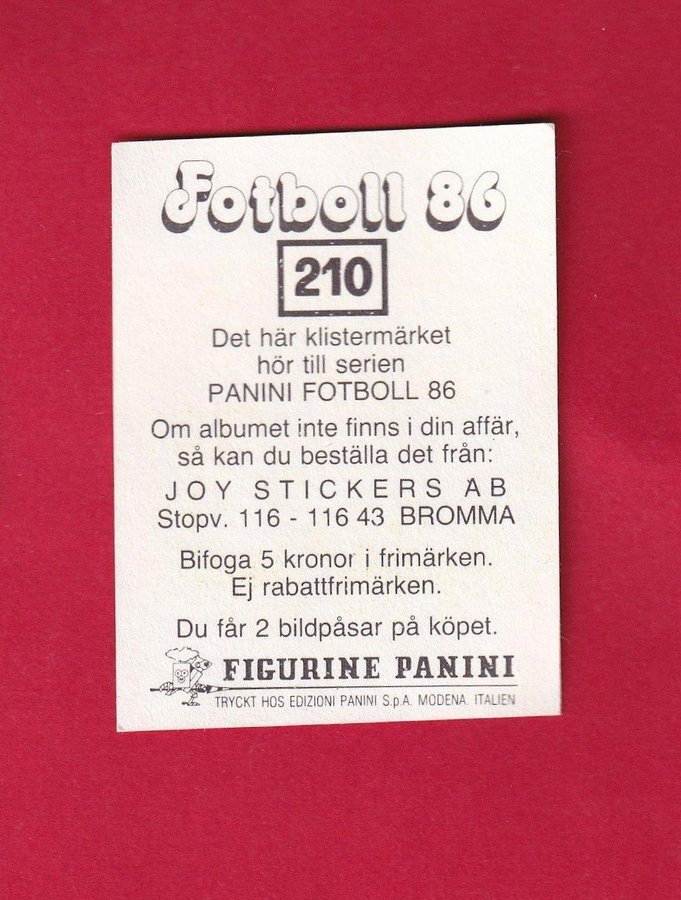 Fotboll 86
210
Det här klistermärket
hör till serien
PANINI FOTBOLL 86
Om albumet inte finns i din affär,
så kan du beställa det från:
JOY STICKERS AB
Stopv. 116 - 116 43 BROMMA
Bifoga 5 kronor i frimärken.
Ej rabattfrimärken.
Du får 2 bildpåsar på köpet.
FIGURINE PANINI
TRYCKT HOS EDIZIONI PANINI S.p.A. MODENA. ITALIEN